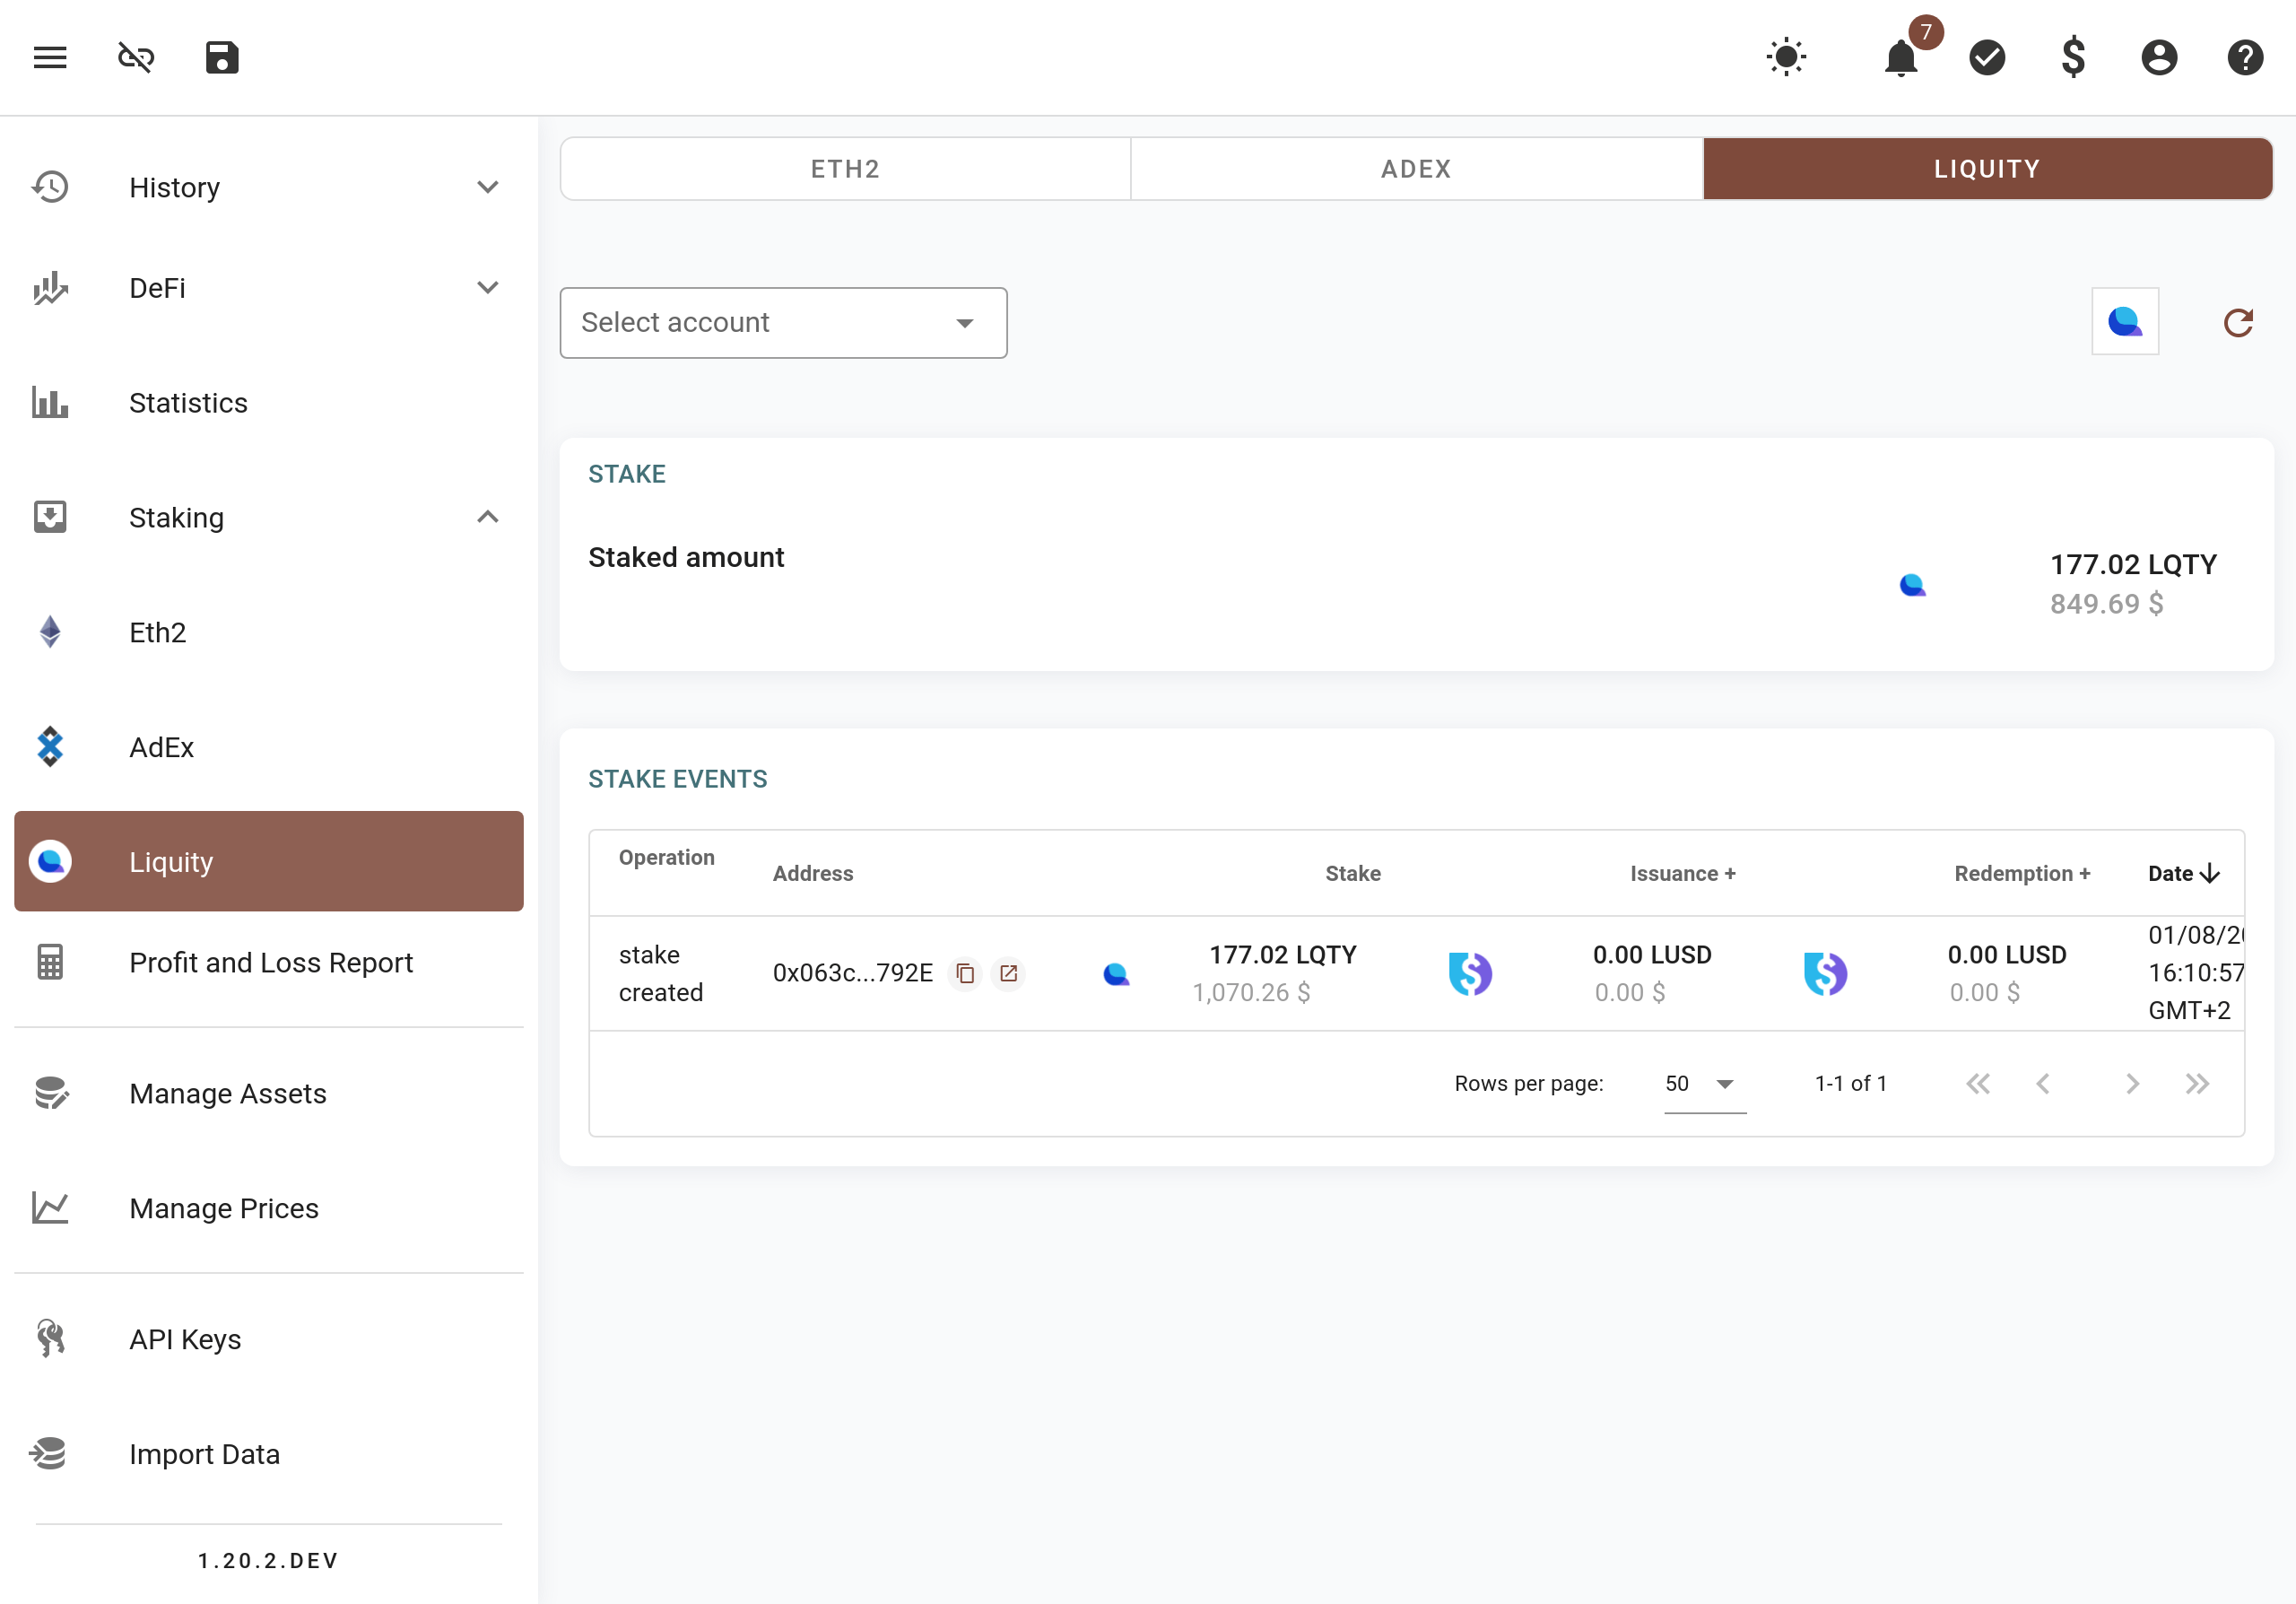 7
History
DeFi
Statistics
Staking
Eth2
AdEx
Liquity
Profit and Loss Report
Manage Assets
Manage Prices
API Keys
Import Data
1.20.2.DEV
ETH2
ADEX
LIQUITY
Select account
STAKE
Staked amount
177.02 LQTY
849.69 $
STAKE EVENTS
Operation Address Stake Issuance + Redemption + Date
stake created
0x063c...792E
177.02 LQTY
1,070.26 $
0.00 LUSD
0.00 $
0.00 LUSD
0.00 $
01/08/2
16:10:57
GMT+2
Rows per page: 50 1-1 of 1